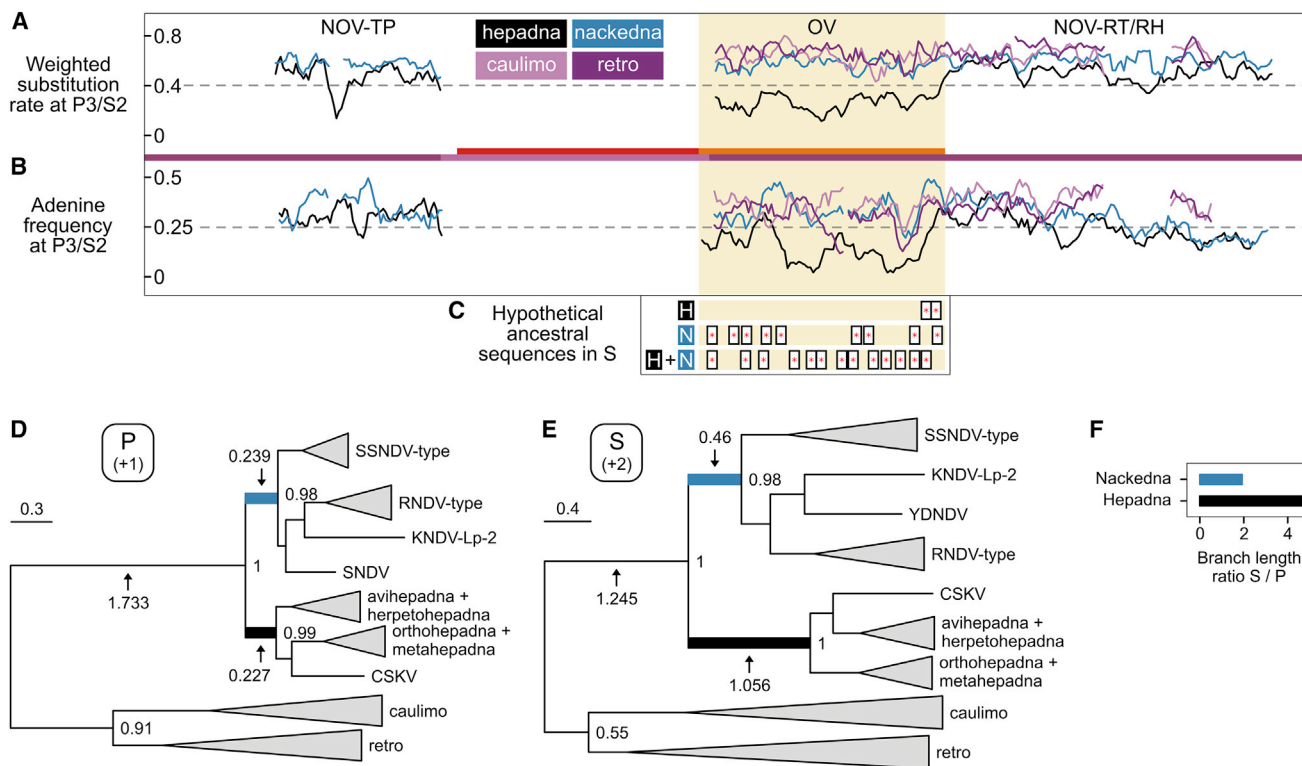 A
NOV-TP
hepadna
nackedna
caulimo
retro
OV
NOV-RT/RH
Weighted
substitution
rate at P3/S2
0.8
0.4
0
B
Adenine
frequency
at P3/S2
0.5
0.25
0
C
Hypothetical
ancestral
sequences in S
H
* *
N
* * * * * * * * *
H + N
* * * * * * * * * * * * *
D
P
(+1)
0.3
0.239
SSNDV-type
0.98
RNDV-type
KNDV-Lp-2
SNDV
1
1.733
avihepadna +
herpetohepadna
0.99
orthohepadna +
metahepadna
0.227
CSKV
0.91
caulimo
retro
E
S
(+2)
0.4
0.46
SSNDV-type
0.98
KNDV-Lp-2
YDNDV
RNDV-type
1
1.245
CSKV
avihepadna +
herpetohepadna
1
orthohepadna +
metahepadna
1.056
0.55
caulimo
retro
F
Nackedna
Hepadna
0 2 4
Branch length
ratio S / P